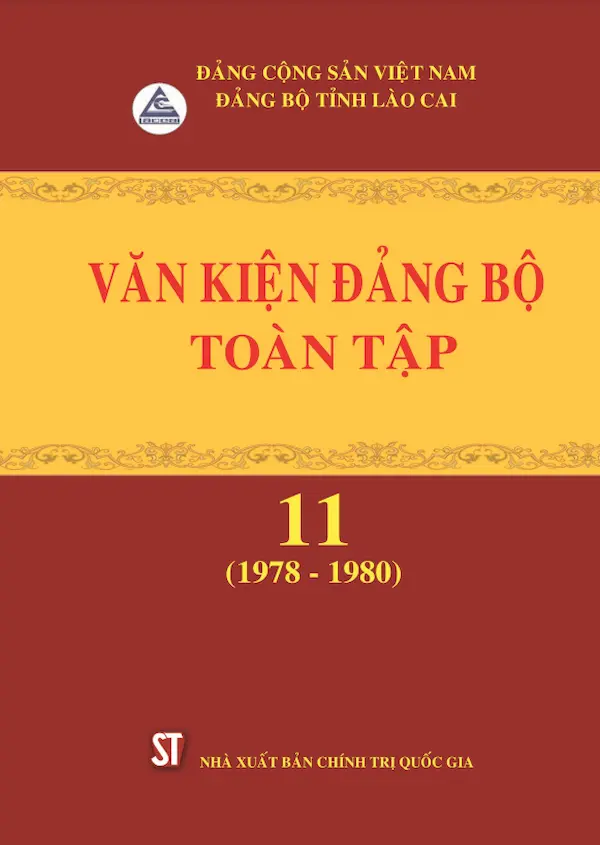 ĐẢNG CỘNG SẢN VIỆT NAM
ĐẢNG BỘ TỈNH LÀO CAI
VĂN KIỆN ĐẢNG BỘ
TOÀN TẬP
11
(1978 - 1980)
ST
NHÀ XUẤT BẢN CHÍNH TRỊ QUỐC GIA